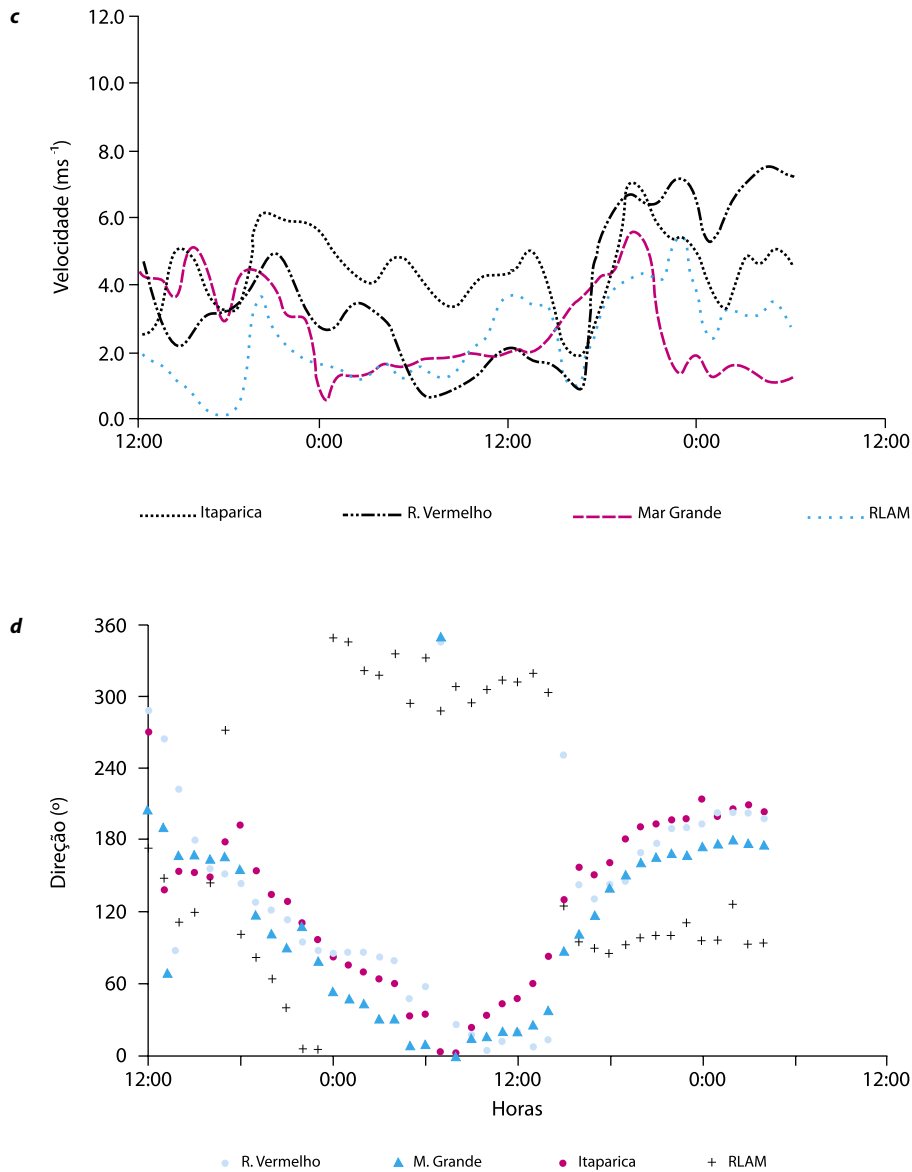 c
12.0
10.0
8.0
6.0
4.0
2.0
0.0
Velocidade (ms⁻¹)
12:00 0:00 12:00 0:00 12:00
Itaparica R. Vermelho Mar Grande RLAM
d
360
300
240
180
120
60
0
Direção (º)
12:00 0:00 12:00 0:00 12:00
Horas
R. Vermelho M. Grande Itaparica RLAM